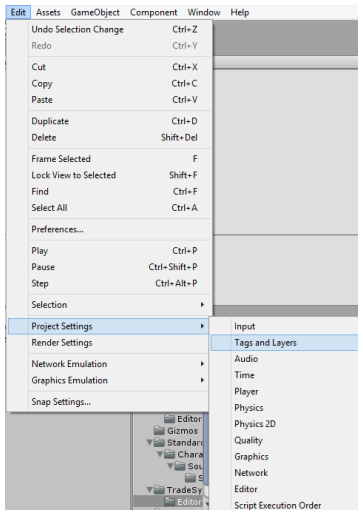 Edit Assets GameObject Component Window Help
Undo Selection Change Ctrl+Z
Redo Ctrl+Y
Cut Ctrl+X
Copy Ctrl+C
Paste Ctrl+V
Duplicate Ctrl+D
Delete Shift+Del
Frame Selected F
Lock View to Selected Shift+F
Find Ctrl+F
Select All Ctrl+A
Preferences...
Play Ctrl+P
Pause Ctrl+Shift+P
Step Ctrl+Alt+P
Selection
Project Settings
Render Settings
Network Emulation
Graphics Emulation
Snap Settings...
Input
Tags and Layers
Audio
Time
Player
Physics
Physics 2D
Quality
Graphics
Network
Editor
Script Execution Order
Editor
Gizmos
Standar
Chara
Sou
S
TradeSy
Editor